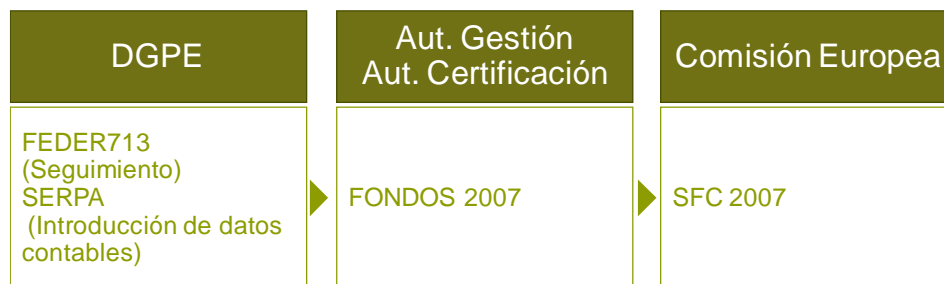 DGPE
FEDER713
(Seguimiento)
SERPA
(Introducción de datos
contables)
Aut. Gestión
Aut. Certificación
FONDOS 2007
Comisión Europea
SFC 2007